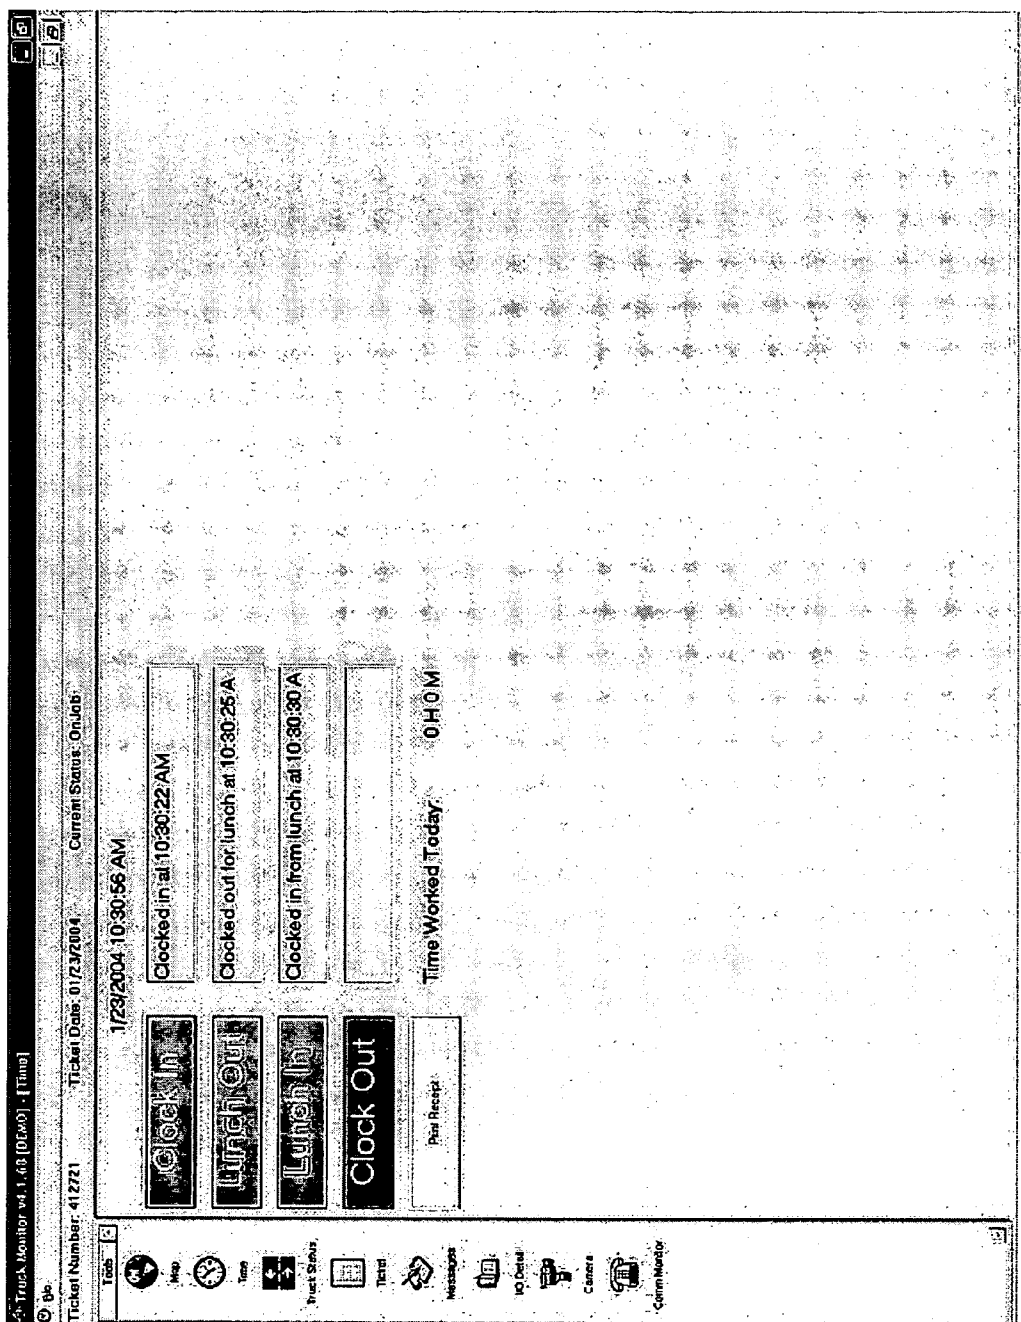 Truck Monitor v4.1.48 [DEMO] - [Time]
Ticket Number: 412721 Ticket Date: 01/23/2004 Current Status: OnJob
Tools
Map
Time
Truck Status
Ticket
Messages
I/O Detail
Camera
Comm Monitor
1/23/2004 10:30:56 AM
Clock In Clocked in at 10:30:22 AM
Lunch Out Clocked out for lunch at 10:30:25 A
Lunch In Clocked in from lunch at 10:30:30 A
Clock Out
Print Receipt Time Worked Today: 0 H 0 M